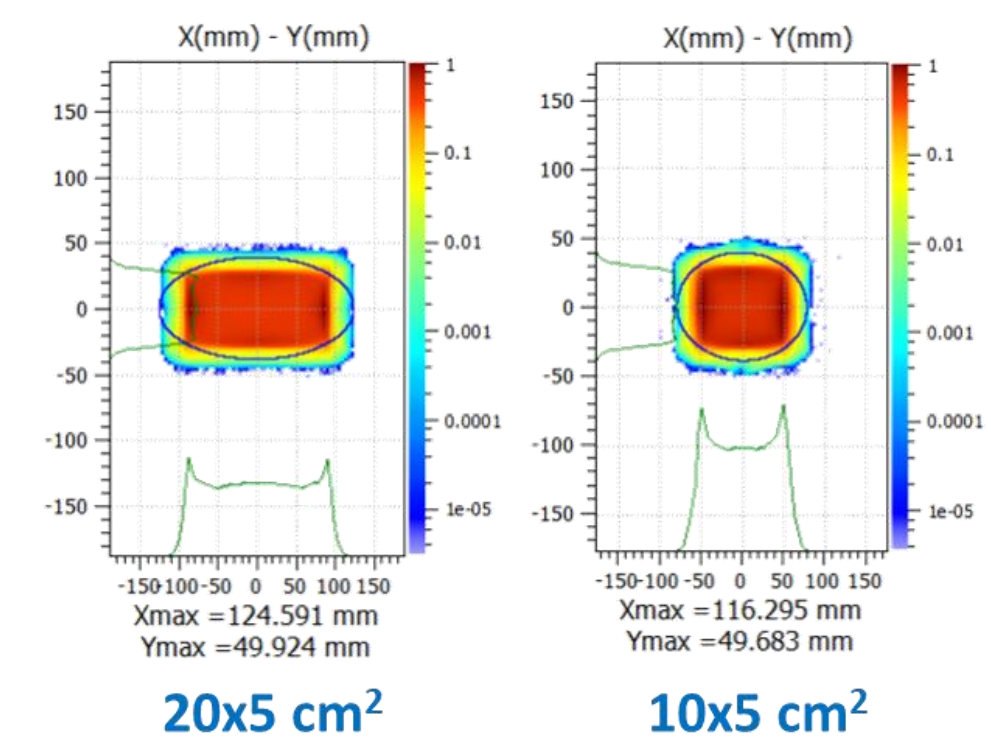 X(mm) - Y(mm)
150
100
50
0
-50
-100
-150
1
0.1
0.01
0.001
0.0001
1e-05
-150 -100 -50 0 50 100 150
Xmax =124.591 mm
Ymax =49.924 mm
20x5 cm²
X(mm) - Y(mm)
150
100
50
0
-50
-100
-150
1
0.1
0.01
0.001
0.0001
1e-05
-150 -100 -50 0 50 100 150
Xmax =116.295 mm
Ymax =49.683 mm
10x5 cm²